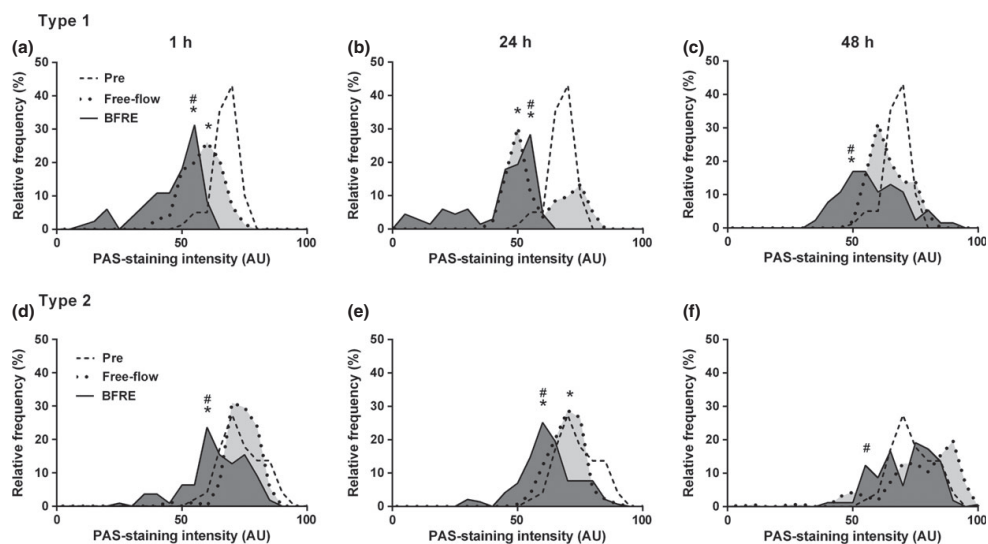 Type 1
(a)
1 h
50
40
30
20
10
0
Relative frequency (%)
Pre
Free-flow
BFRE
#
*
*
0
50
100
PAS-staining intensity (AU)
(b)
24 h
50
40
30
20
10
0
Relative frequency (%)
*
#
*
0
50
100
PAS-staining intensity (AU)
(c)
48 h
50
40
30
20
10
0
Relative frequency (%)
#
*
0
50
100
PAS-staining intensity (AU)
Type 2
(d)
50
40
30
20
10
0
Relative frequency (%)
Pre
Free-flow
BFRE
#
*
0
50
100
PAS-staining intensity (AU)
(e)
50
40
30
20
10
0
Relative frequency (%)
#
*
*
0
50
100
PAS-staining intensity (AU)
(f)
50
40
30
20
10
0
Relative frequency (%)
#
0
50
100
PAS-staining intensity (AU)